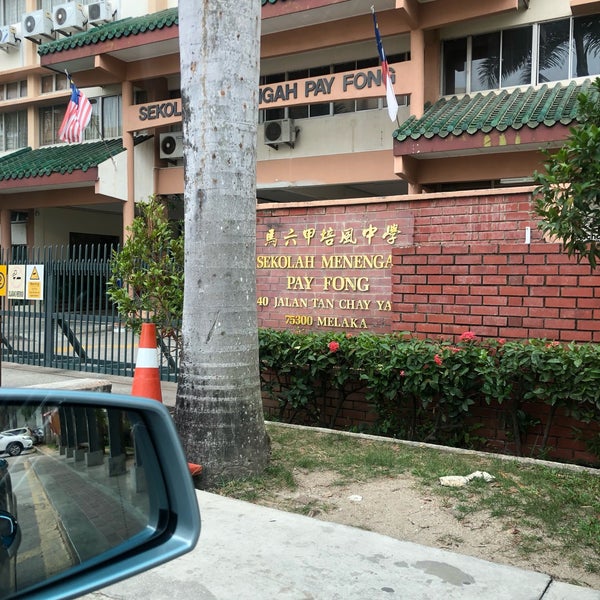 SEKOL NGAH PAY FONG
馬六甲培風中學
SEKOLAH MENENGA
PAY FONG
40 JALAN TAN CHAY YA
75300 MELAKA